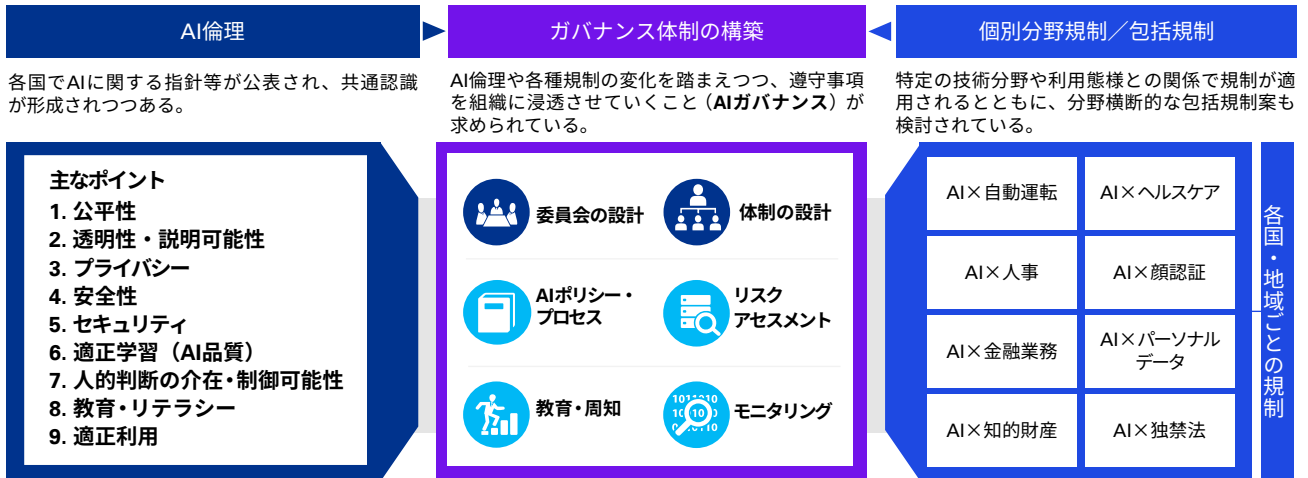 AI倫理
各国でAIに関する指針等が公表され、共通認識
が形成されつつある。
主なポイント
1. 公平性
2. 透明性・説明可能性
3. プライバシー
4. 安全性
5. セキュリティ
6. 適正学習（AI品質）
7. 人的判断の介在・制御可能性
8. 教育・リテラシー
9. 適正利用
ガバナンス体制の構築
AI倫理や各種規制の変化を踏まえつつ、遵守事項
を組織に浸透させていくこと（AIガバナンス）が
求められている。
委員会の設計
体制の設計
AIポリシー・
プロセス
リスク
アセスメント
教育・周知
モニタリング
個別分野規制／包括規制
特定の技術分野や利用態様との関係で規制が適
用されるとともに、分野横断的な包括規制案も
検討されている。
AI×自動運転
AI×ヘルスケア
AI×人事
AI×顔認証
AI×金融業務
AI×パーソナル
データ
AI×知的財産
AI×独禁法
各国・地域ごとの規制